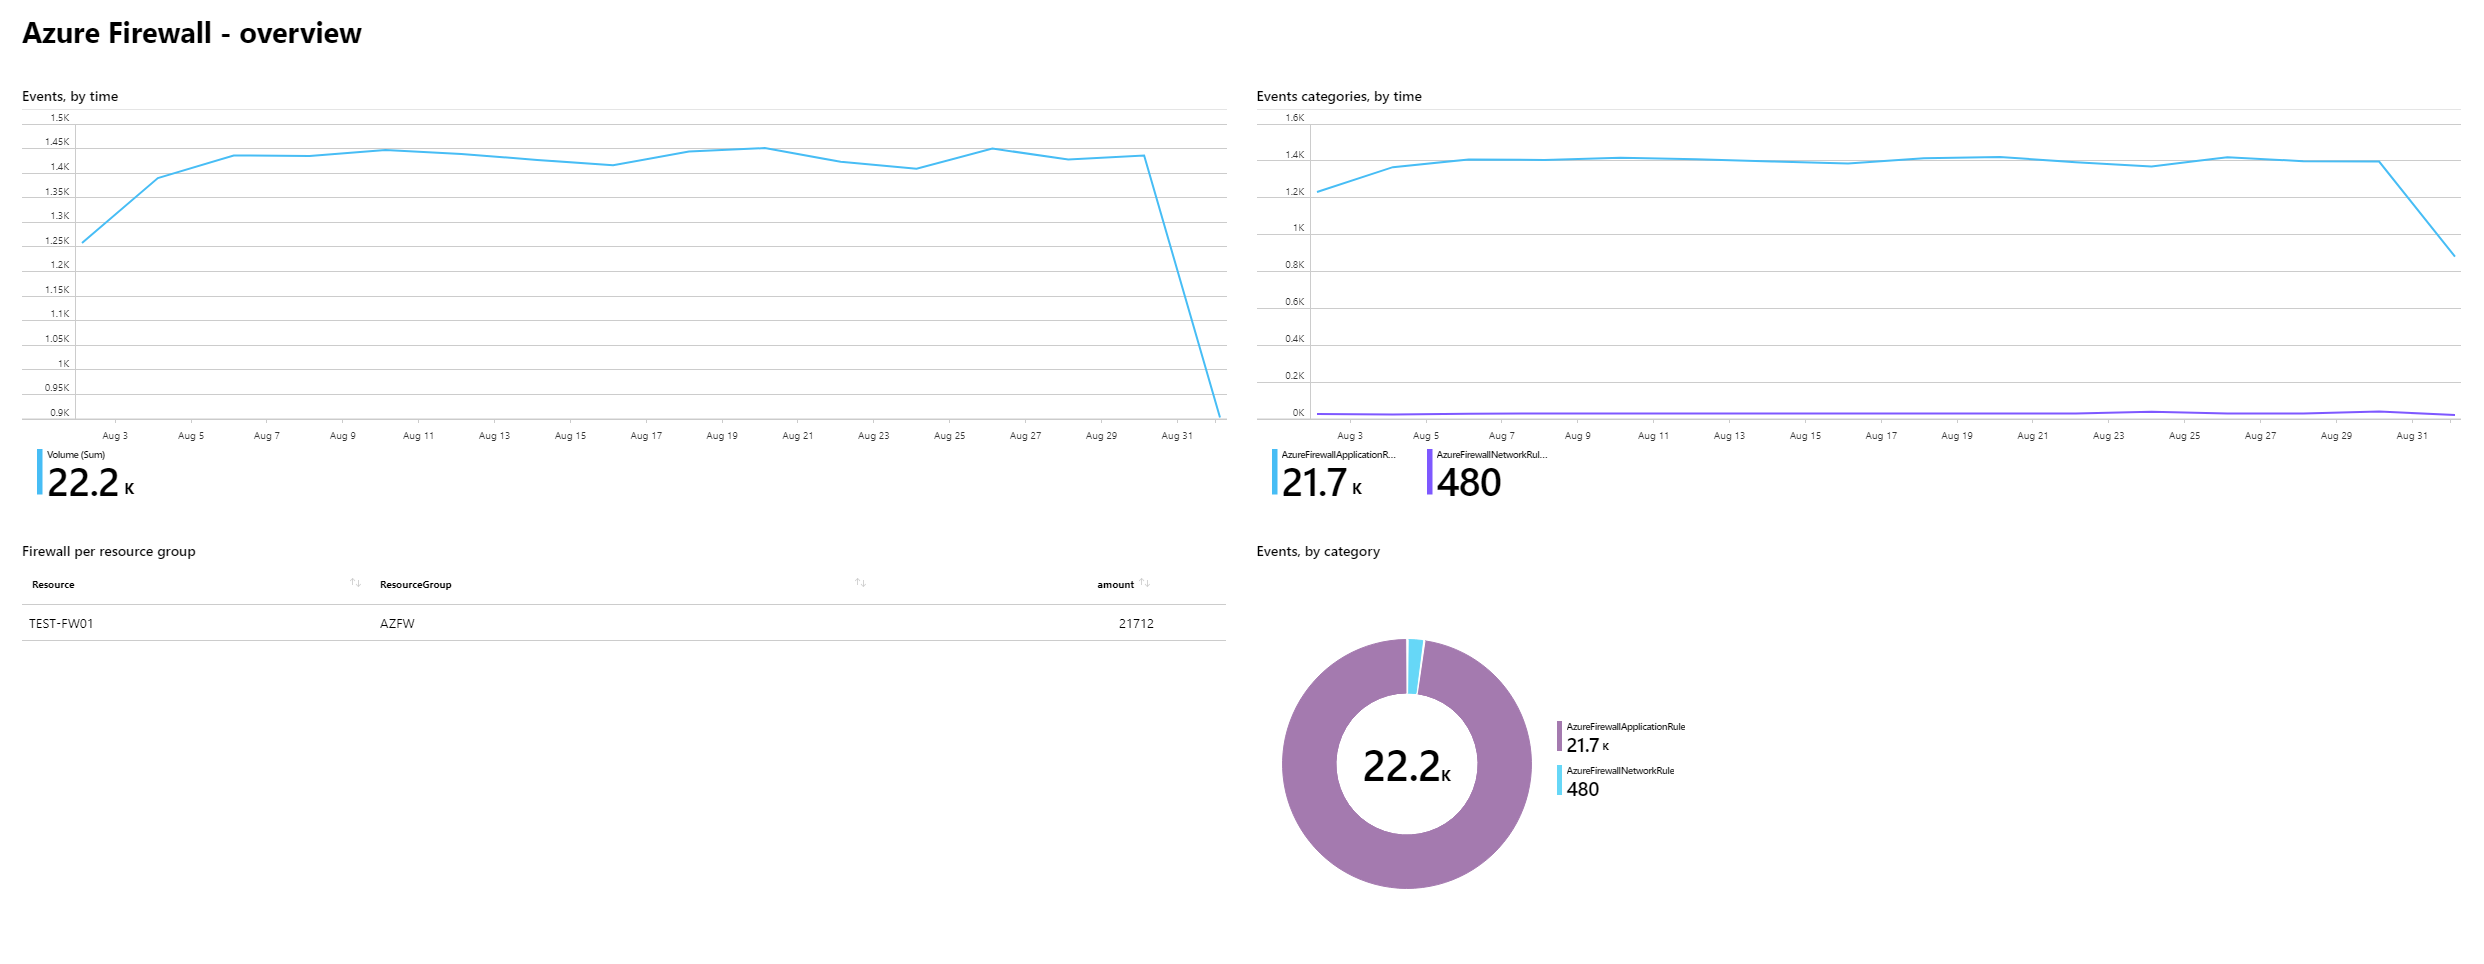 Azure Firewall - overview
Events, by time
1.5K
1.45K
1.4K
1.35K
1.3K
1.25K
1.2K
1.15K
1.1K
1.05K
1K
0.95K
0.9K
Aug 3 Aug 5 Aug 7 Aug 9 Aug 11 Aug 13 Aug 15 Aug 17 Aug 19 Aug 21 Aug 23 Aug 25 Aug 27 Aug 29 Aug 31
Volume (Sum)
22.2 K
Events categories, by time
1.6K
1.4K
1.2K
1K
0.8K
0.6K
0.4K
0.2K
0K
Aug 3 Aug 5 Aug 7 Aug 9 Aug 11 Aug 13 Aug 15 Aug 17 Aug 19 Aug 21 Aug 23 Aug 25 Aug 27 Aug 29 Aug 31
AzureFirewallApplicationR... AzureFirewallNetworkRul...
21.7 K 480
Firewall per resource group
Resource ResourceGroup amount
TEST-FW01 AZFW 21712
Events, by category
22.2K
AzureFirewallApplicationRule
21.7 K
AzureFirewallNetworkRule
480